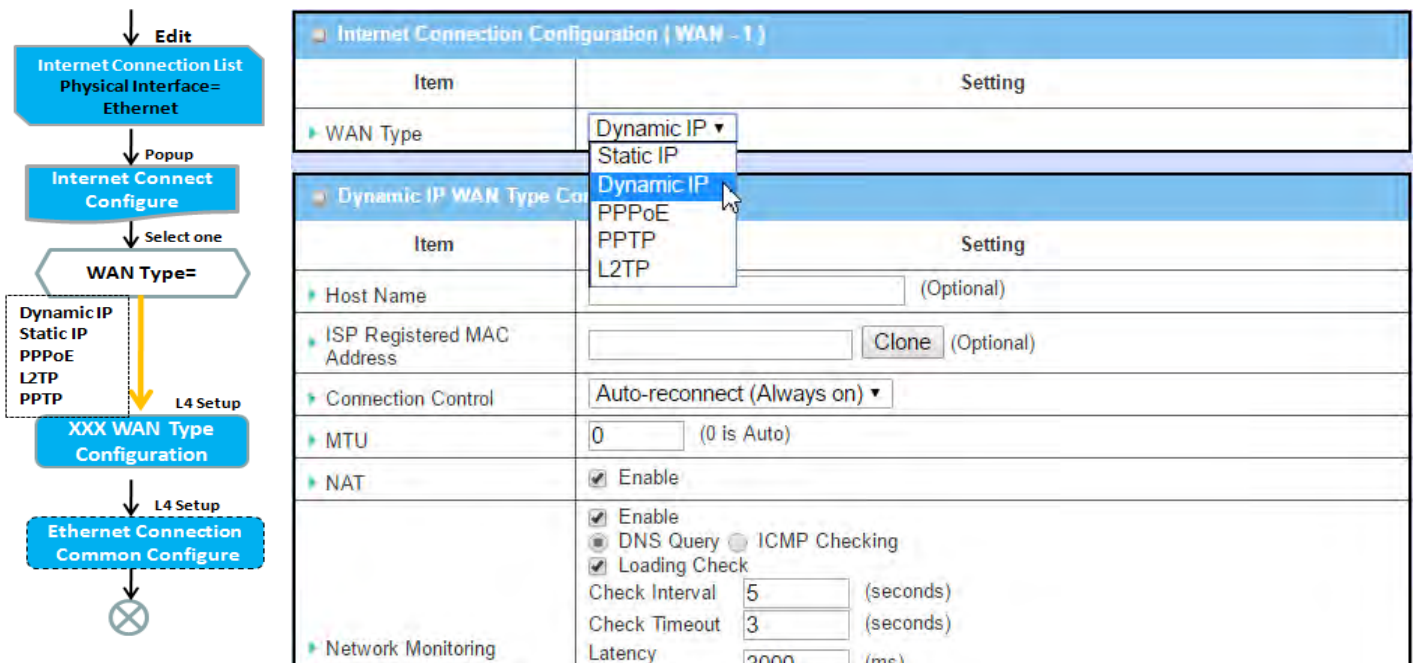 Edit
Internet Connection List
Physical Interface=
Ethernet
Popup
Internet Connect
Configure
Select one
WAN Type=
Dynamic IP
Static IP
PPPoE
L2TP
PPTP
L4 Setup
XXX WAN Type
Configuration
L4 Setup
Ethernet Connection
Common Configure
Internet Connection Configuration ( WAN - 1 )
Item Setting
WAN Type Dynamic IP
Static IP
Dynamic IP
PPPoE
PPTP
L2TP
Dynamic IP WAN Type
Item Setting
Host Name (Optional)
ISP Registered MAC
Address
Clone (Optional)
Connection Control Auto-reconnect (Always on)
MTU 0 (0 is Auto)
NAT Enable
Network Monitoring
Enable
DNS Query ICMP Checking
Loading Check
Check Interval 5 (seconds)
Check Timeout 3 (seconds)
Latency 3000 (ms)